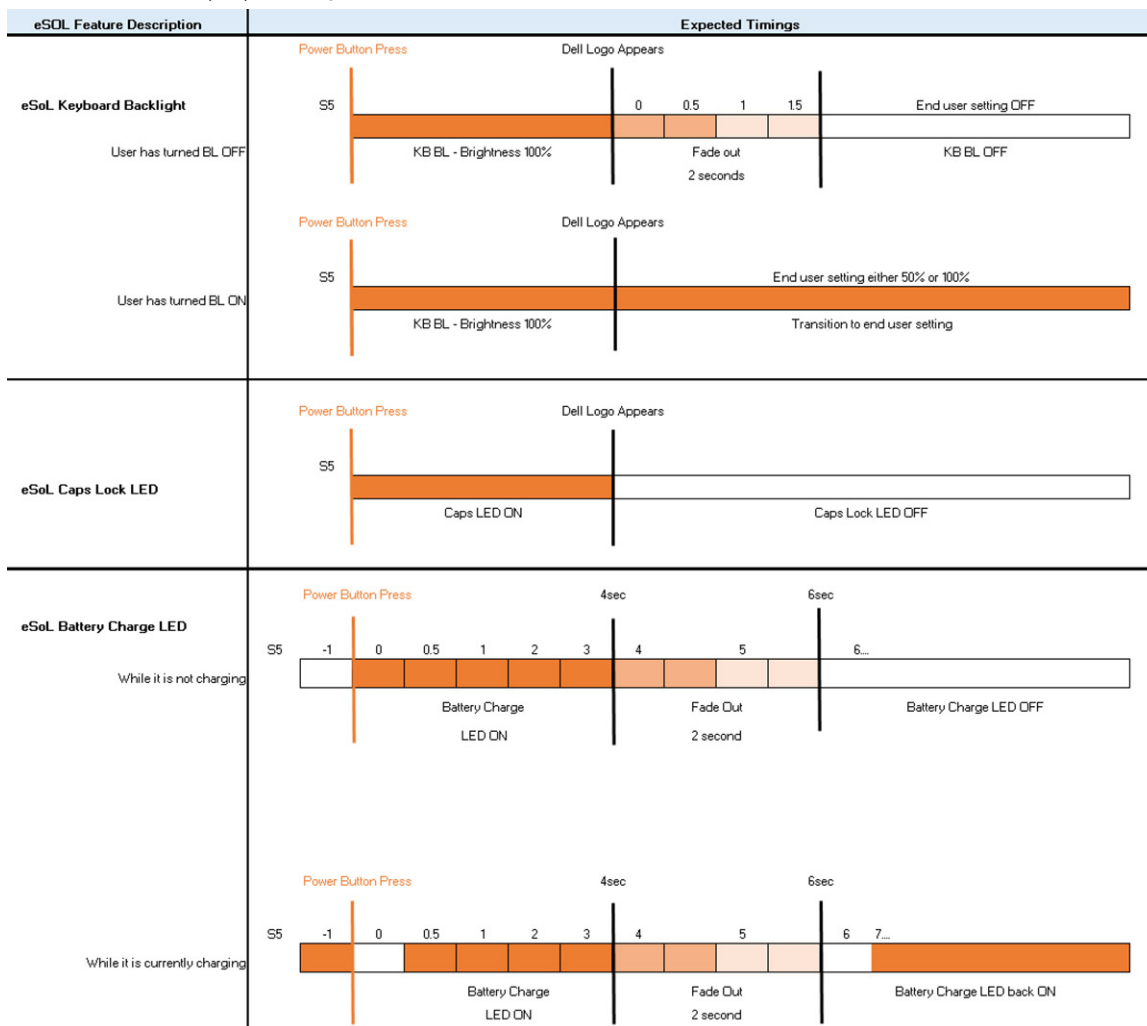 eSOL Feature Description Expected Timings
Power Button Press Dell Logo Appears
eSoL Keyboard Backlight S5 0 0.5 1 1.5 End user setting OFF
User has turned BL OFF KB BL - Brightness 100% Fade out KB BL OFF
2 seconds
Power Button Press Dell Logo Appears
S5 End user setting either 50% or 100%
User has turned BL ON
KB BL - Brightness 100% Transition to end user setting
Power Button Press Dell Logo Appears
S5
eSoL Caps Lock LED
Caps LED ON Caps Lock LED OFF
Power Button Press 4sec 6sec
eSoL Battery Charge LED
S5 -1 0 0.5 1 2 3 4 5 6....
While it is not charging
Battery Charge Fade Out Battery Charge LED OFF
LED ON 2 second
Power Button Press 4sec 6sec
S5 -1 0 0.5 1 2 3 4 5 6 7....
While it is currently charging
Battery Charge Fade Out Battery Charge LED back ON
LED ON 2 second